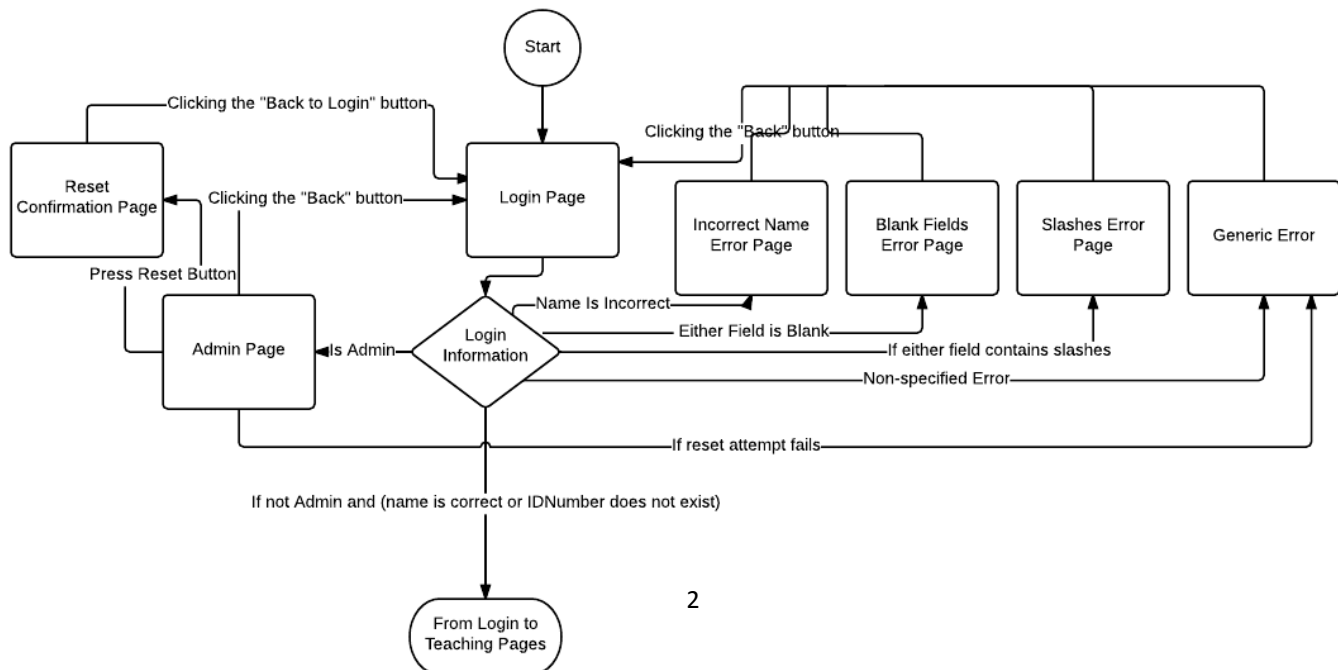 Start
Clicking the "Back to Login" button
Clicking the "Back" button
Reset
Confirmation Page
Clicking the "Back" button
Login Page
Incorrect Name
Error Page
Blank Fields
Error Page
Slashes Error
Page
Generic Error
Press Reset Button
Name Is Incorrect
Either Field is Blank
Admin Page
Is Admin
Login
Information
If either field contains slashes
Non-specified Error
If reset attempt fails
If not Admin and (name is correct or IDNumber does not exist)
2
From Login to
Teaching Pages